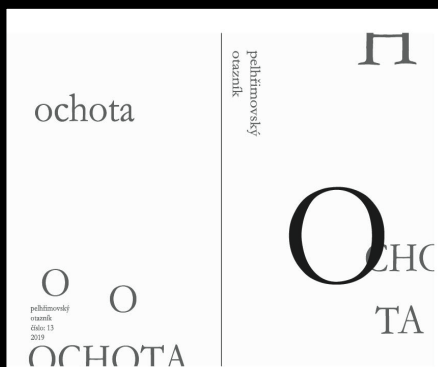 ochota
O
O
pelhřimovský
otazník
číslo: 13
2019
OCHOTA
pelhřimovský
otazník
H
O
CHO
TA